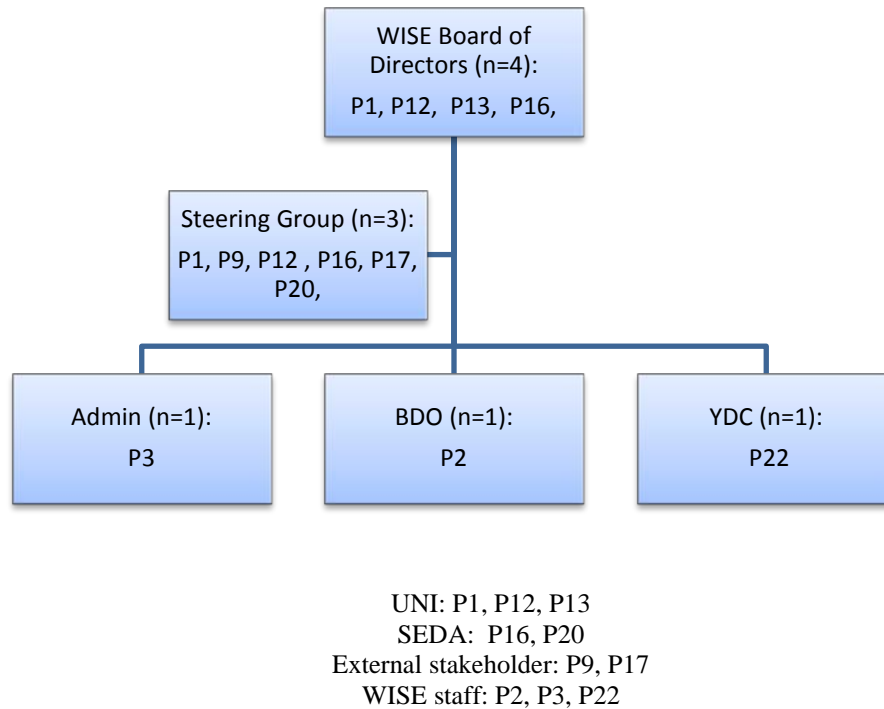 WISE Board of
Directors (n=4):
P1, P12, P13, P16,
Steering Group (n=3):
P1, P9, P12 , P16, P17,
P20,
Admin (n=1):
P3
BDO (n=1):
P2
YDC (n=1):
P22
UNI: P1, P12, P13
SEDA: P16, P20
External stakeholder: P9, P17
WISE staff: P2, P3, P22